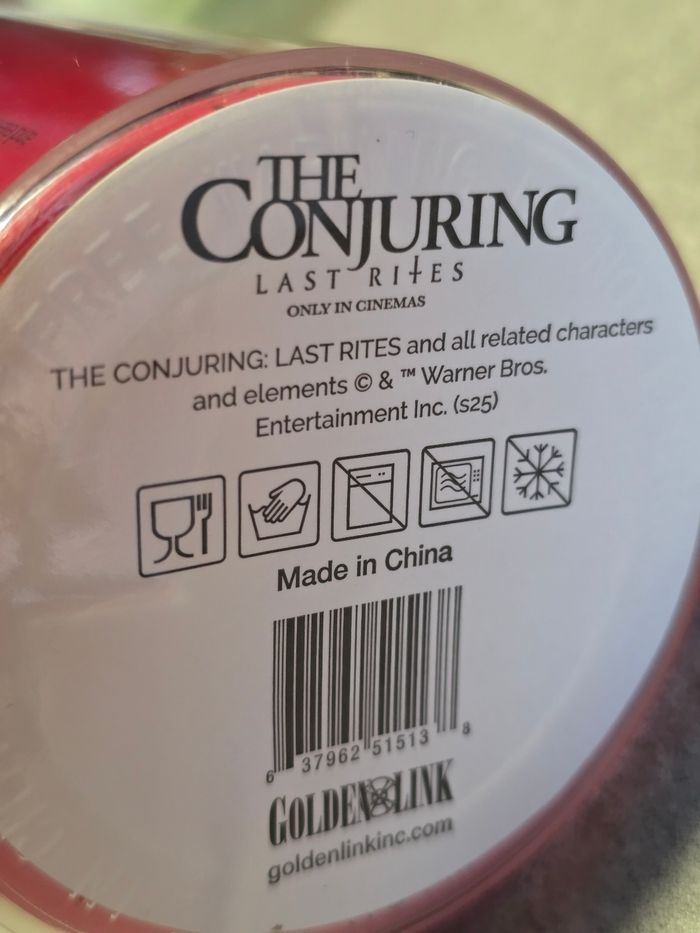 THE
CONJURING
LAST RITES
ONLY IN CINEMAS
THE CONJURING: LAST RITES and all related characters
and elements © & ™ Warner Bros.
Entertainment Inc. (s25)
Made in China
6 37962 51513 8
GOLDEN LINK
goldenlinkinc.com